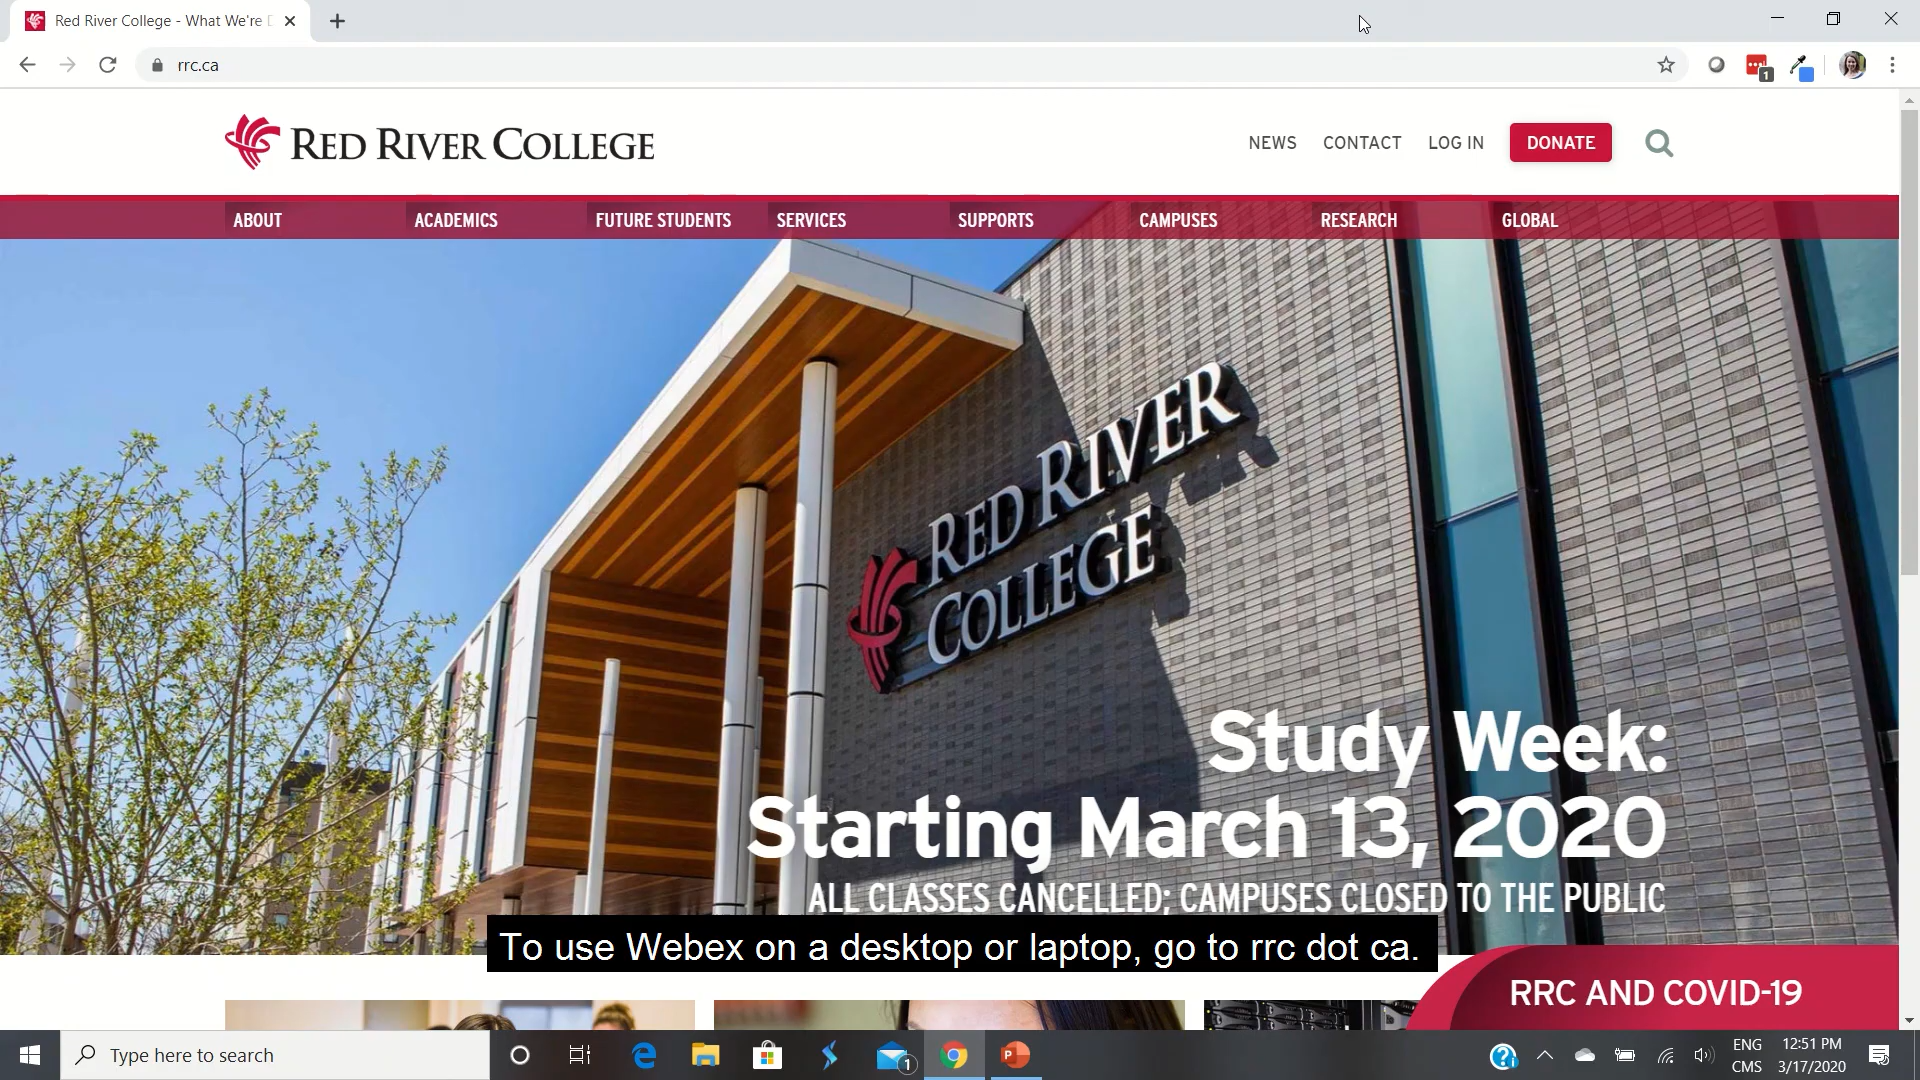 Red River College - What We're D
rrc.ca
1
RED RIVER COLLEGE
NEWS CONTACT LOG IN DONATE
ABOUT ACADEMICS FUTURE STUDENTS SERVICES SUPPORTS CAMPUSES RESEARCH GLOBAL
RED RIVER
COLLEGE
Study Week:
Starting March 13, 2020
ALL CLASSES CANCELLED; CAMPUSES CLOSED TO THE PUBLIC
To use Webex on a desktop or laptop, go to rrc dot ca.
RRC AND COVID-19
Type here to search
1
ENG
CMS
12:51 PM
3/17/2020